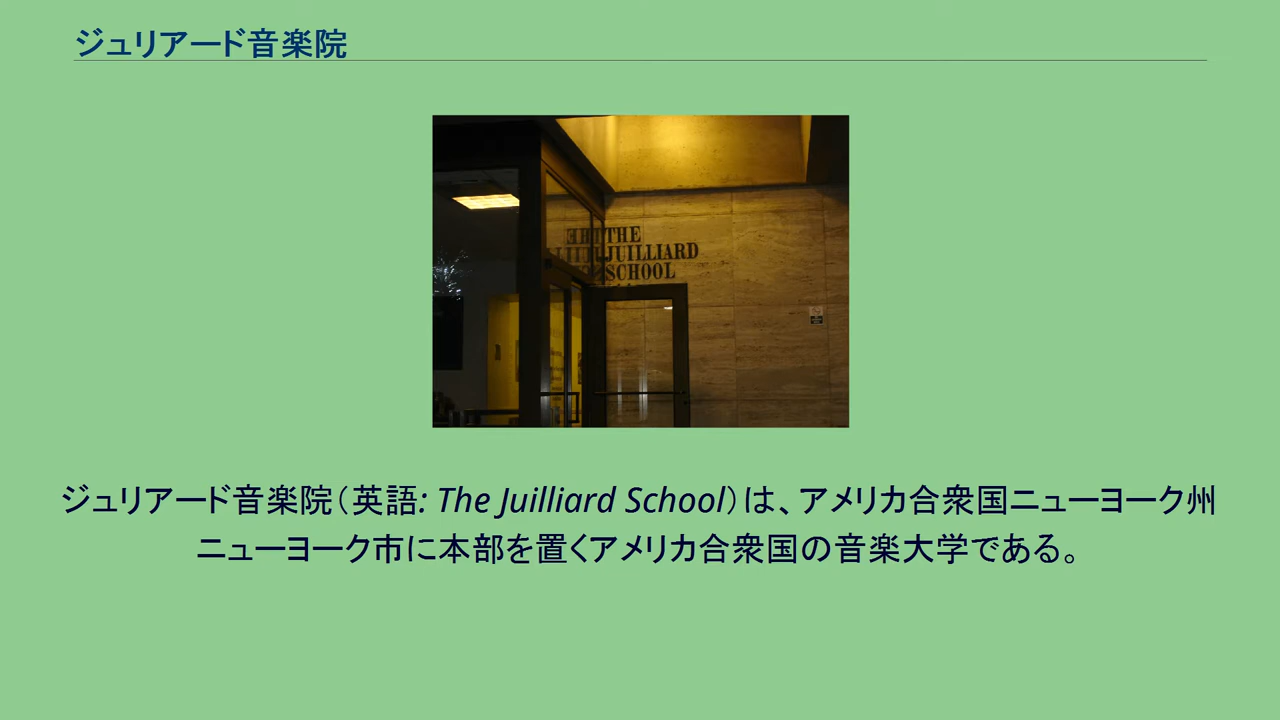 ジュリアード音楽院
THE
JUILLIARD
SCHOOL
ジュリアード音楽院（英語: The Juilliard School）は、アメリカ合衆国ニューヨーク州
ニューヨーク市に本部を置くアメリカ合衆国の音楽大学である。